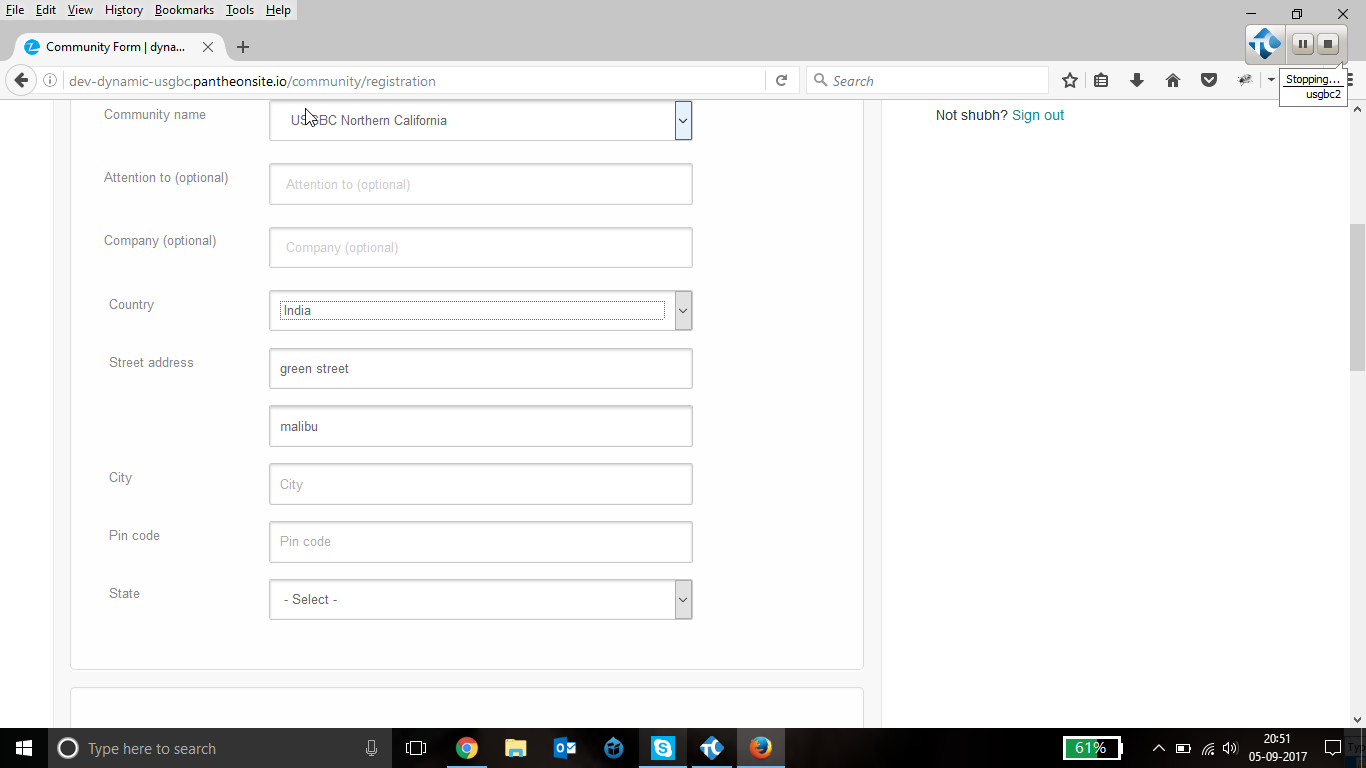 File Edit View History Bookmarks Tools Help
Community Form | dyna...
dev-dynamic-usgbc.pantheonsite.io/community/registration
Search
Stopping...
usgbc2
Community name
USGBC Northern California
Not shubh? Sign out
Attention to (optional)
Attention to (optional)
Company (optional)
Company (optional)
Country
India
Street address
green street
malibu
City
City
Pin code
Pin code
State
- Select -
Type here to search
61%
20:51
05-09-2017